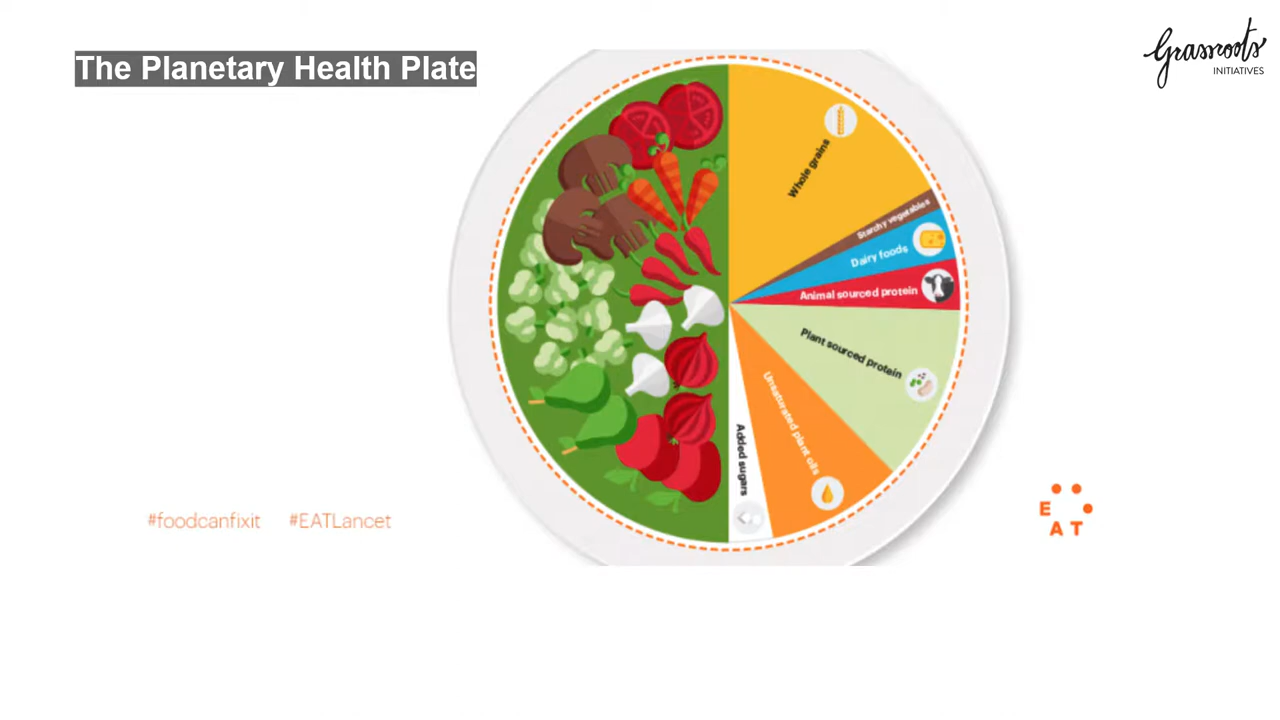 The Planetary Health Plate
Grassroots
INITIATIVES
Whole grains
Starchy vegetables
Dairy foods
Animal sourced protein
Plant sourced protein
Unsaturated plant oils
Added sugars
#foodcanfixit #EATLancet
E
A T